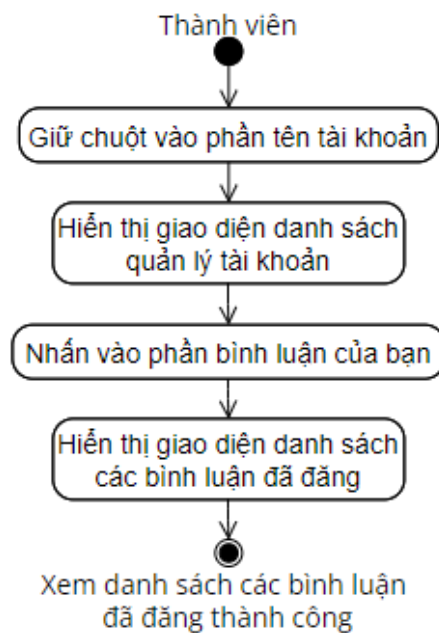 Thành viên
Giữ chuột vào phần tên tài khoản
Hiển thị giao diện danh sách
quản lý tài khoản
Nhấn vào phần bình luận của bạn
Hiển thị giao diện danh sách
các bình luận đã đăng
Xem danh sách các bình luận
đã đăng thành công